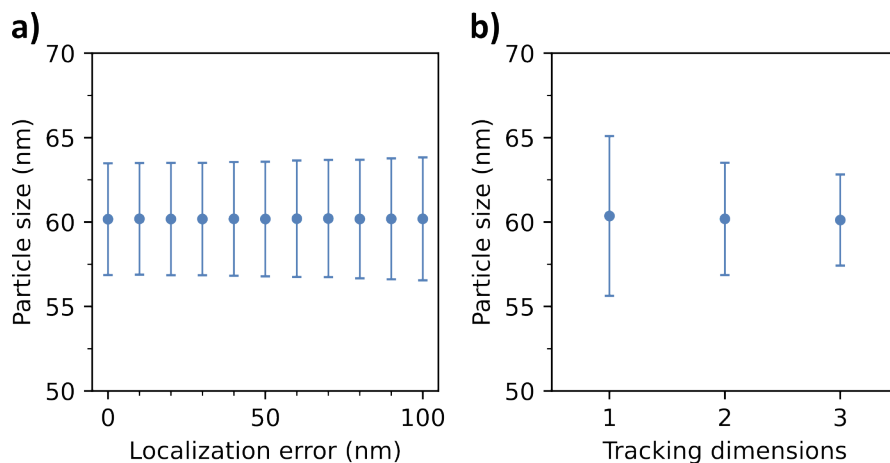 a)
70
65
60
55
50
Particle size (nm)
0
50
100
Localization error (nm)
b)
70
65
60
55
50
Particle size (nm)
1
2
3
Tracking dimensions